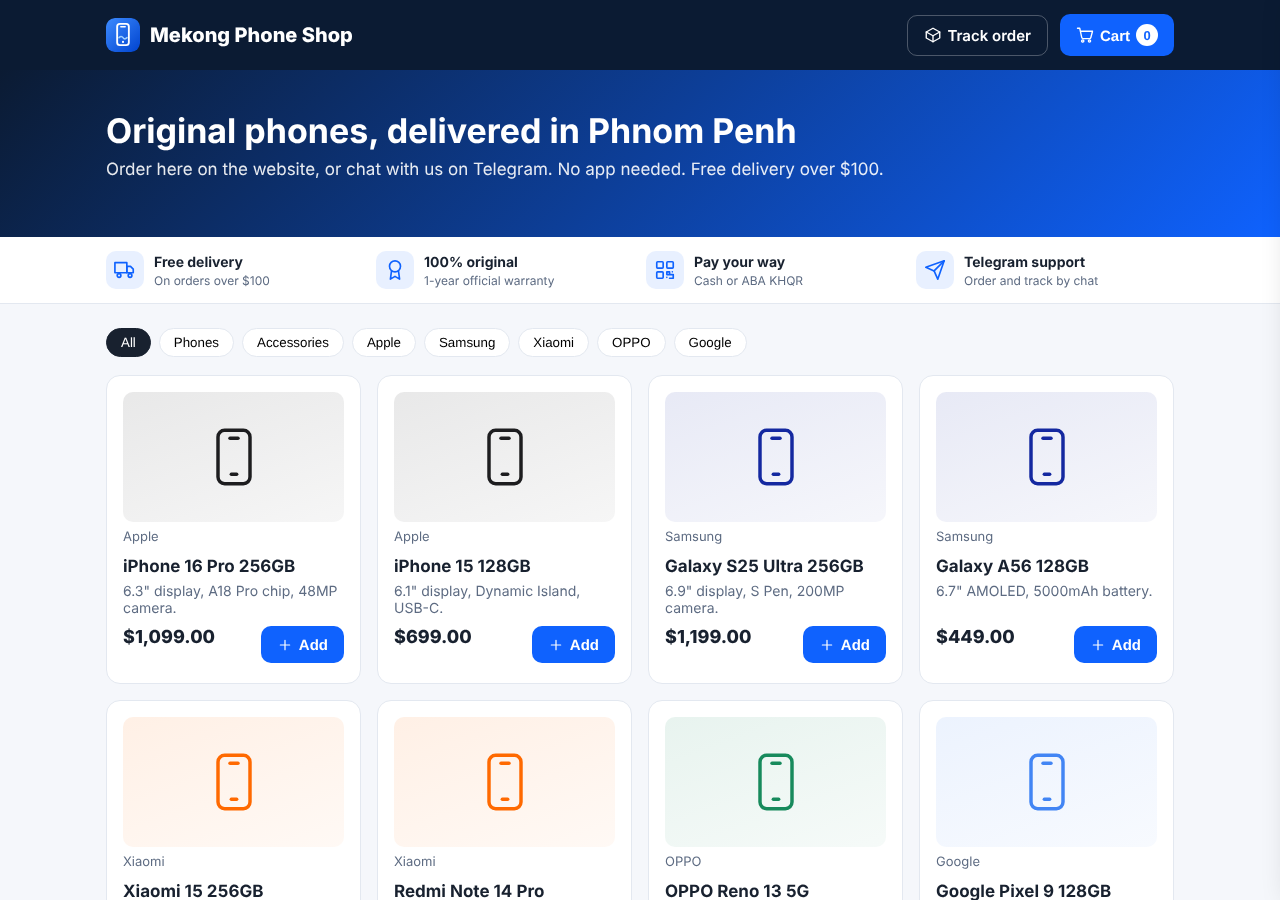 Mekong Phone Shop
Track order
Cart 0
Original phones, delivered in Phnom Penh
Order here on the website, or chat with us on Telegram. No app needed. Free delivery over $100.
Free delivery
On orders over $100
100% original
1-year official warranty
Pay your way
Cash or ABA KHQR
Telegram support
Order and track by chat
All
Phones
Accessories
Apple
Samsung
Xiaomi
OPPO
Google
Apple
iPhone 16 Pro 256GB
6.3" display, A18 Pro chip, 48MP
camera.
$1,099.00
+ Add
Apple
iPhone 15 128GB
6.1" display, Dynamic Island,
USB-C.
$699.00
+ Add
Samsung
Galaxy S25 Ultra 256GB
6.9" display, S Pen, 200MP
camera.
$1,199.00
+ Add
Samsung
Galaxy A56 128GB
6.7" AMOLED, 5000mAh battery.
$449.00
+ Add
Xiaomi
Xiaomi 15 256GB
Xiaomi
Redmi Note 14 Pro
OPPO
OPPO Reno 13 5G
Google
Google Pixel 9 128GB